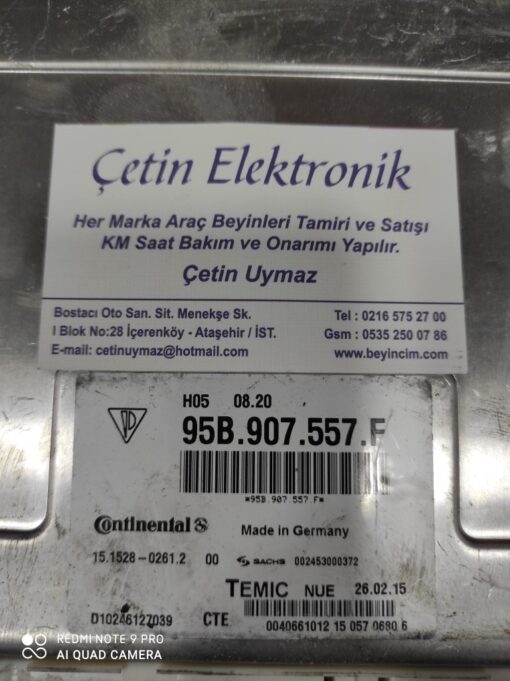 Çetin Elektronik
Her Marka Araç Beyinleri Tamiri ve Satışı
KM Saat Bakım ve Onarımı Yapılır.
Çetin Uymaz
Bostacı Oto San. Sit. Menekşe Sk.
I Blok No:28 İçerenköy - Ataşehir / İST.
E-mail: cetinuymaz@hotmail.com
Tel : 0216 575 27 00
Gsm : 0535 250 07 86
www.beyincim.com
H05 08.20
95B.907.557.F
*95B.907.557.F*
Continental
Made in Germany
15.1528-0261.2 00 SACHS 002453000372
TEMIC NUE 26.02.15
D10246127039 CTE 0040661012 15 057 0680 6
REDMI NOTE 9 PRO
AI QUAD CAMERA